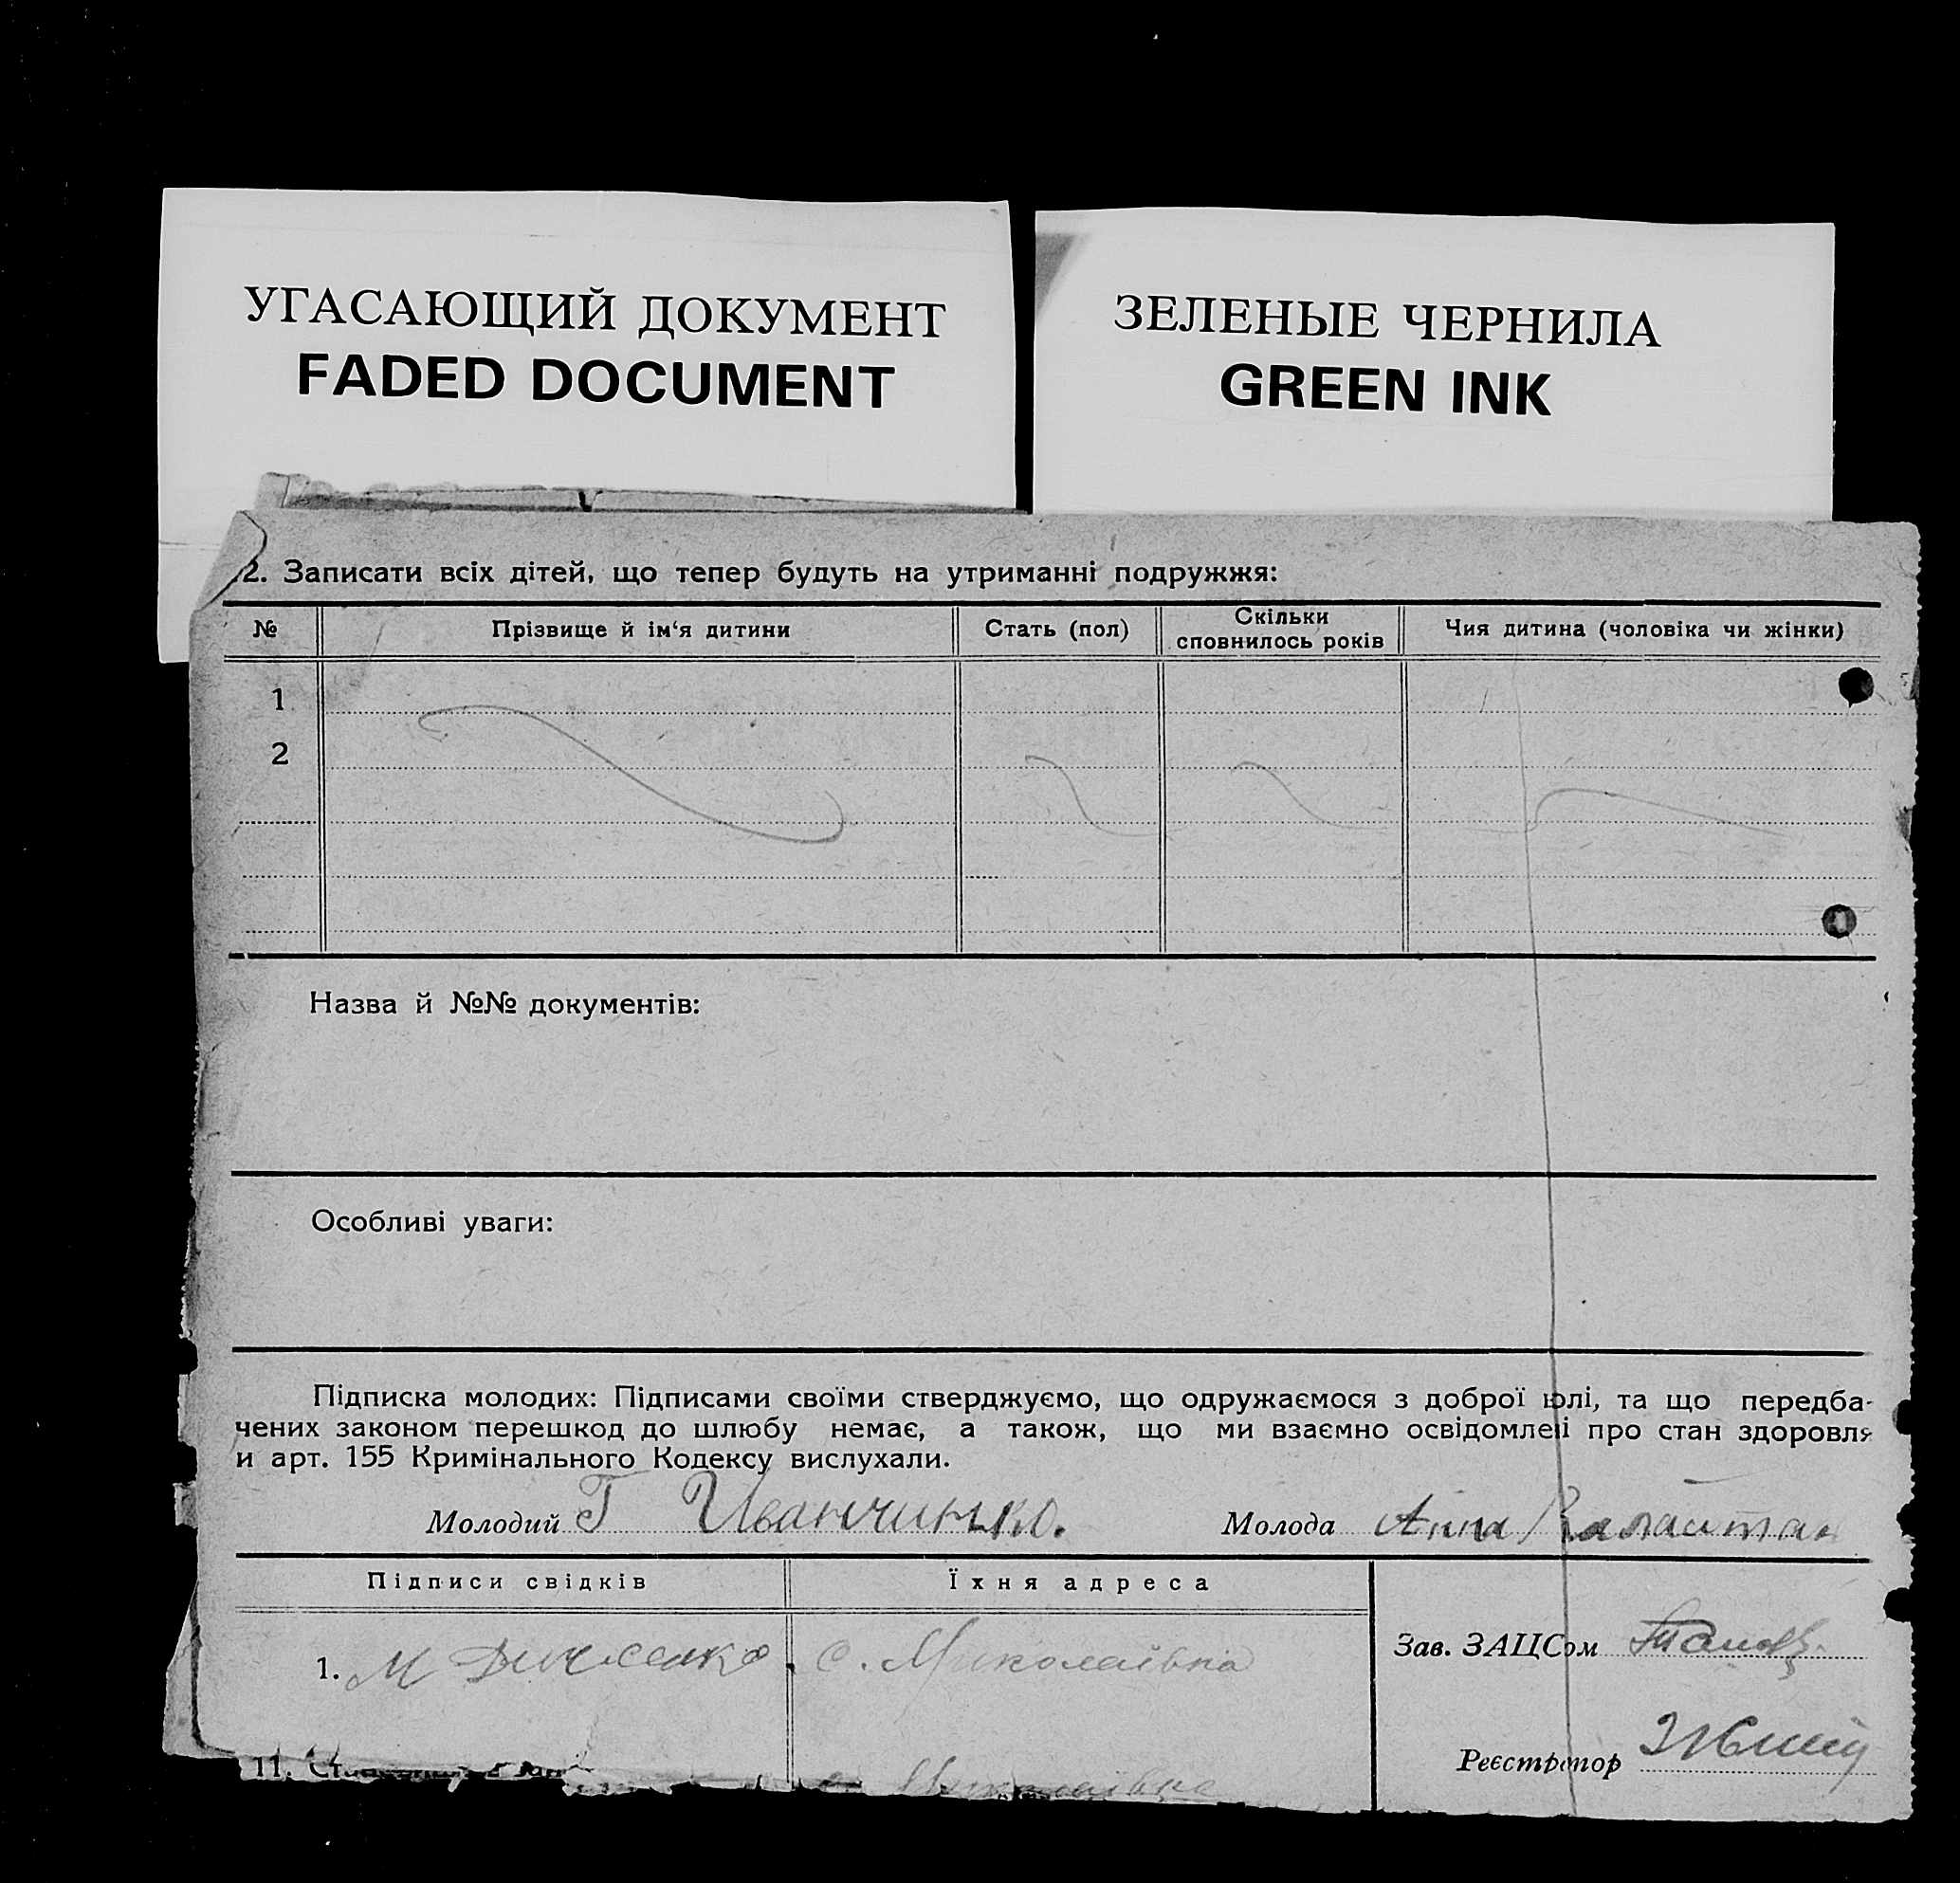 УГАСАЮЩИЙ ДОКУМЕНТ
FADED DOCUMENT
ЗЕЛЕНЫЕ ЧЕРНИЛА
GREEN INK
2. Записати всіх дітей, що тепер будуть на утриманні подружжя:
№ Прізвище й ім'я дитини Стать (пол) Скільки сповнилось років Чия дитина (чоловіка чи жінки)
1
2
Назва й №№ документів:
Особливі уваги:
Підписка молодих: Підписами своїми стверджуємо, що одружаємося з доброї волі, та що передба-
чених законом перешкод до шлюбу немає, а також, що ми взаємно освідомлені про стан здоровля
и арт. 155 Кримінального Кодексу вислухали.
Молодий Г Иванчинко. Молода Анна
Підписи свідків Їхня адреса
Зав. ЗАЦСом
1. М с. Миколаївка
Реєстратор
11.
Миколаївка